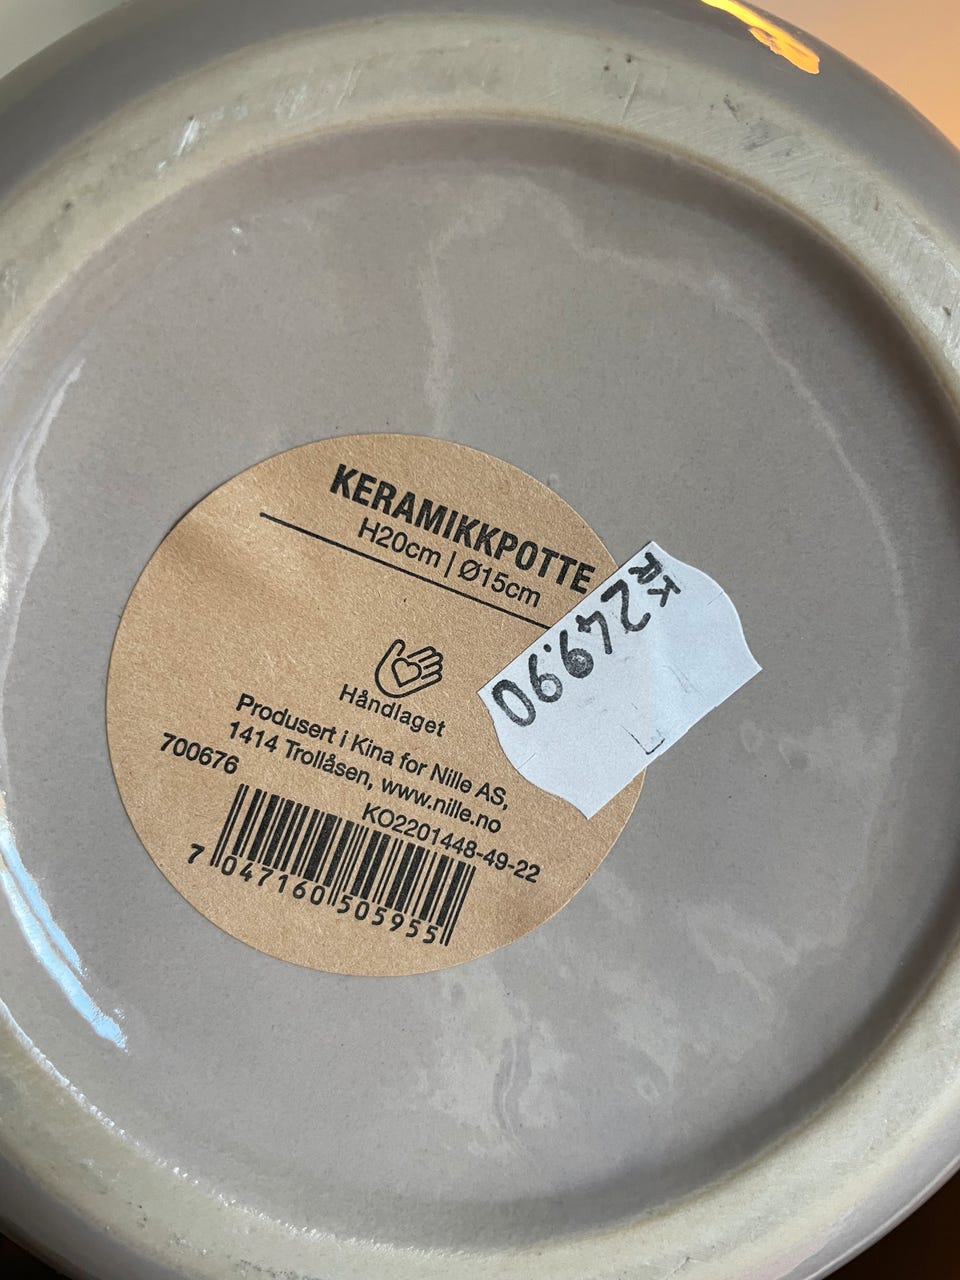 KERAMIKKPOTTE
H20cm | Ø15cm
Håndlaget
Produsert i Kina for Nille AS,
1414 Trollåsen, www.nille.no
700676
KO2201448-49-22
7 047160 505955
KR
249.90